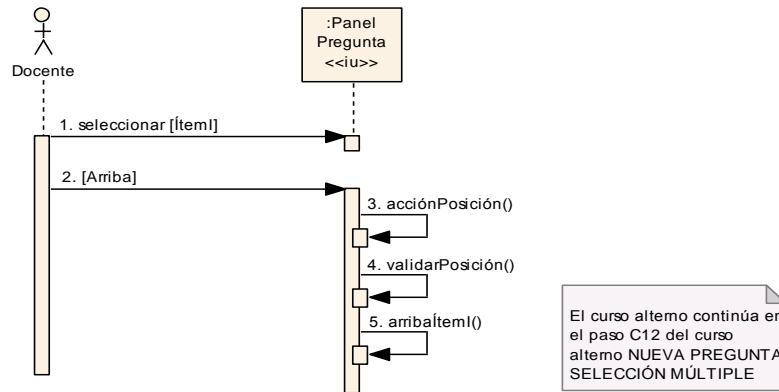 :Panel
Pregunta
<<iu>>
Docente
1. seleccionar [ÍtemI]
2. [Arriba]
3. acciónPosición()
4. validarPosición()
5. arribaÍtemI()
El curso alterno continúa en
el paso C12 del curso
alterno NUEVA PREGUNTA
SELECCIÓN MÚLTIPLE